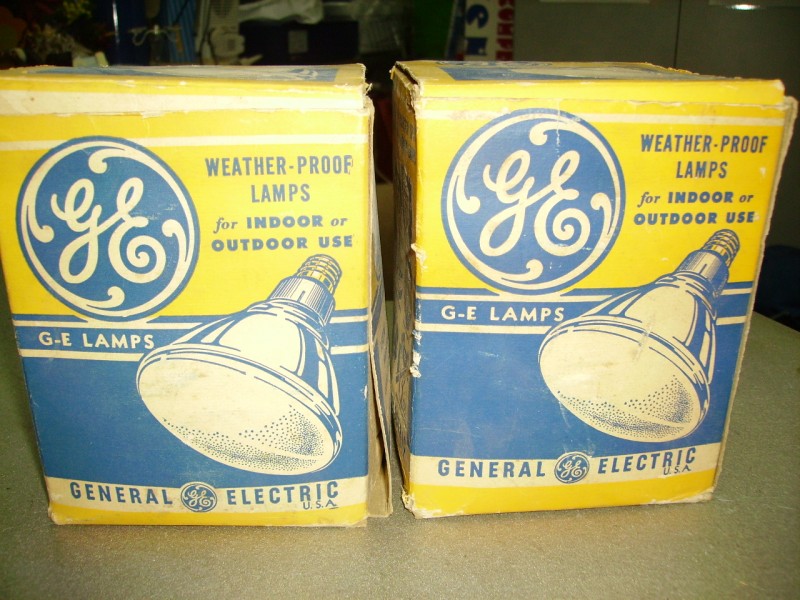 GE
WEATHER-PROOF
LAMPS
for INDOOR or
OUTDOOR USE
G-E LAMPS
GENERAL GE ELECTRIC
U.S.A
GE
WEATHER-PROOF
LAMPS
for INDOOR or
OUTDOOR USE
G-E LAMPS
GENERAL GE ELECTRIC
U.S.A